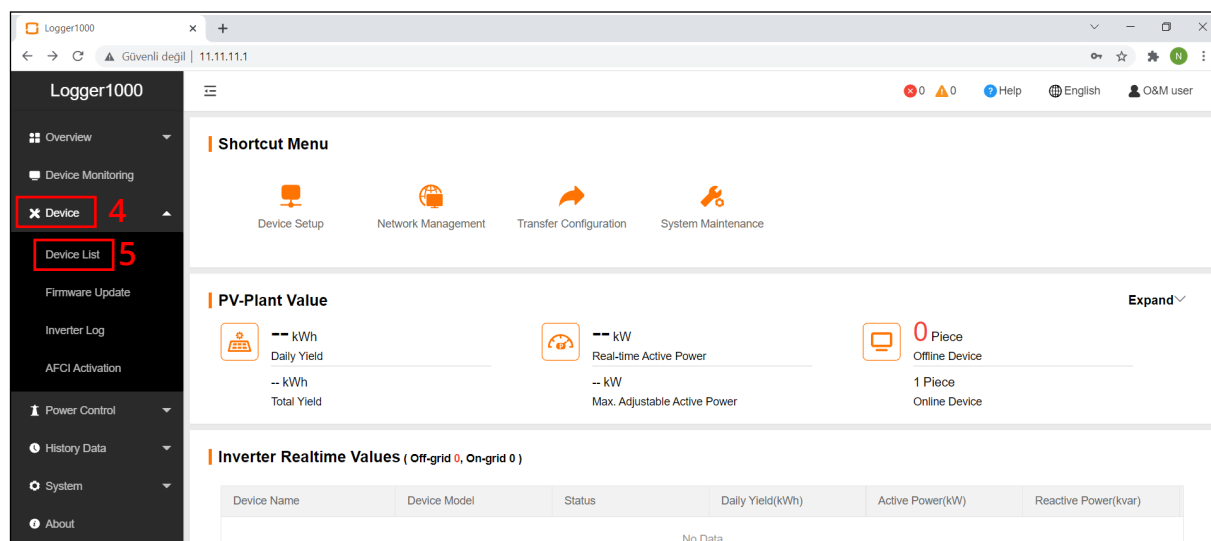 Logger1000
Güvenli değil | 11.11.11.1
N
Logger1000
0 0 Help English O&M user
Overview
Device Monitoring
Device 4
Device List 5
Firmware Update
Inverter Log
AFCI Activation
Power Control
History Data
System
About
Shortcut Menu
Device Setup Network Management Transfer Configuration System Maintenance
PV-Plant Value Expand
-- kWh -- kW 0 Piece
Daily Yield Real-time Active Power Offline Device
-- kWh -- kW 1 Piece
Total Yield Max. Adjustable Active Power Online Device
Inverter Realtime Values ( Off-grid 0, On-grid 0 )
Device Name Device Model Status Daily Yield(kWh) Active Power(kW) Reactive Power(kvar)
No Data